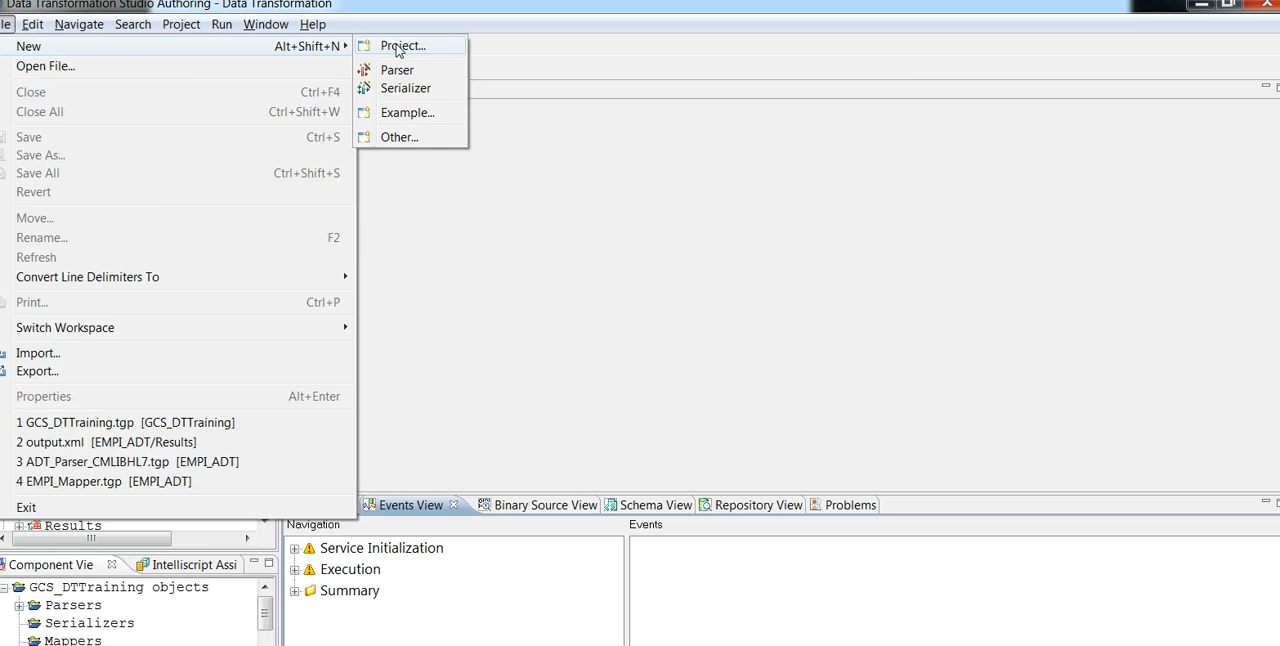 Data Transformation Studio Authoring - Data Transformation
le Edit Navigate Search Project Run Window Help
New Alt+Shift+N
Open File...
Close Ctrl+F4
Close All Ctrl+Shift+W
Save Ctrl+S
Save As...
Save All Ctrl+Shift+S
Revert
Move...
Rename... F2
Refresh
Convert Line Delimiters To
Print... Ctrl+P
Switch Workspace
Import...
Export...
Properties Alt+Enter
1 GCS_DTTraining.tgp [GCS_DTTraining]
2 output.xml [EMPI_ADT/Results]
3 ADT_Parser_CMLIBHL7.tgp [EMPI_ADT]
4 EMPI_Mapper.tgp [EMPI_ADT]
Exit
Project...
Parser
Serializer
Example...
Other...
Results
Component Vie Intelliscript Assi
GCS_DTTraining objects
Parsers
Serializers
Mappers
Events View Binary Source View Schema View Repository View Problems
Navigation Events
Service Initialization
Execution
Summary